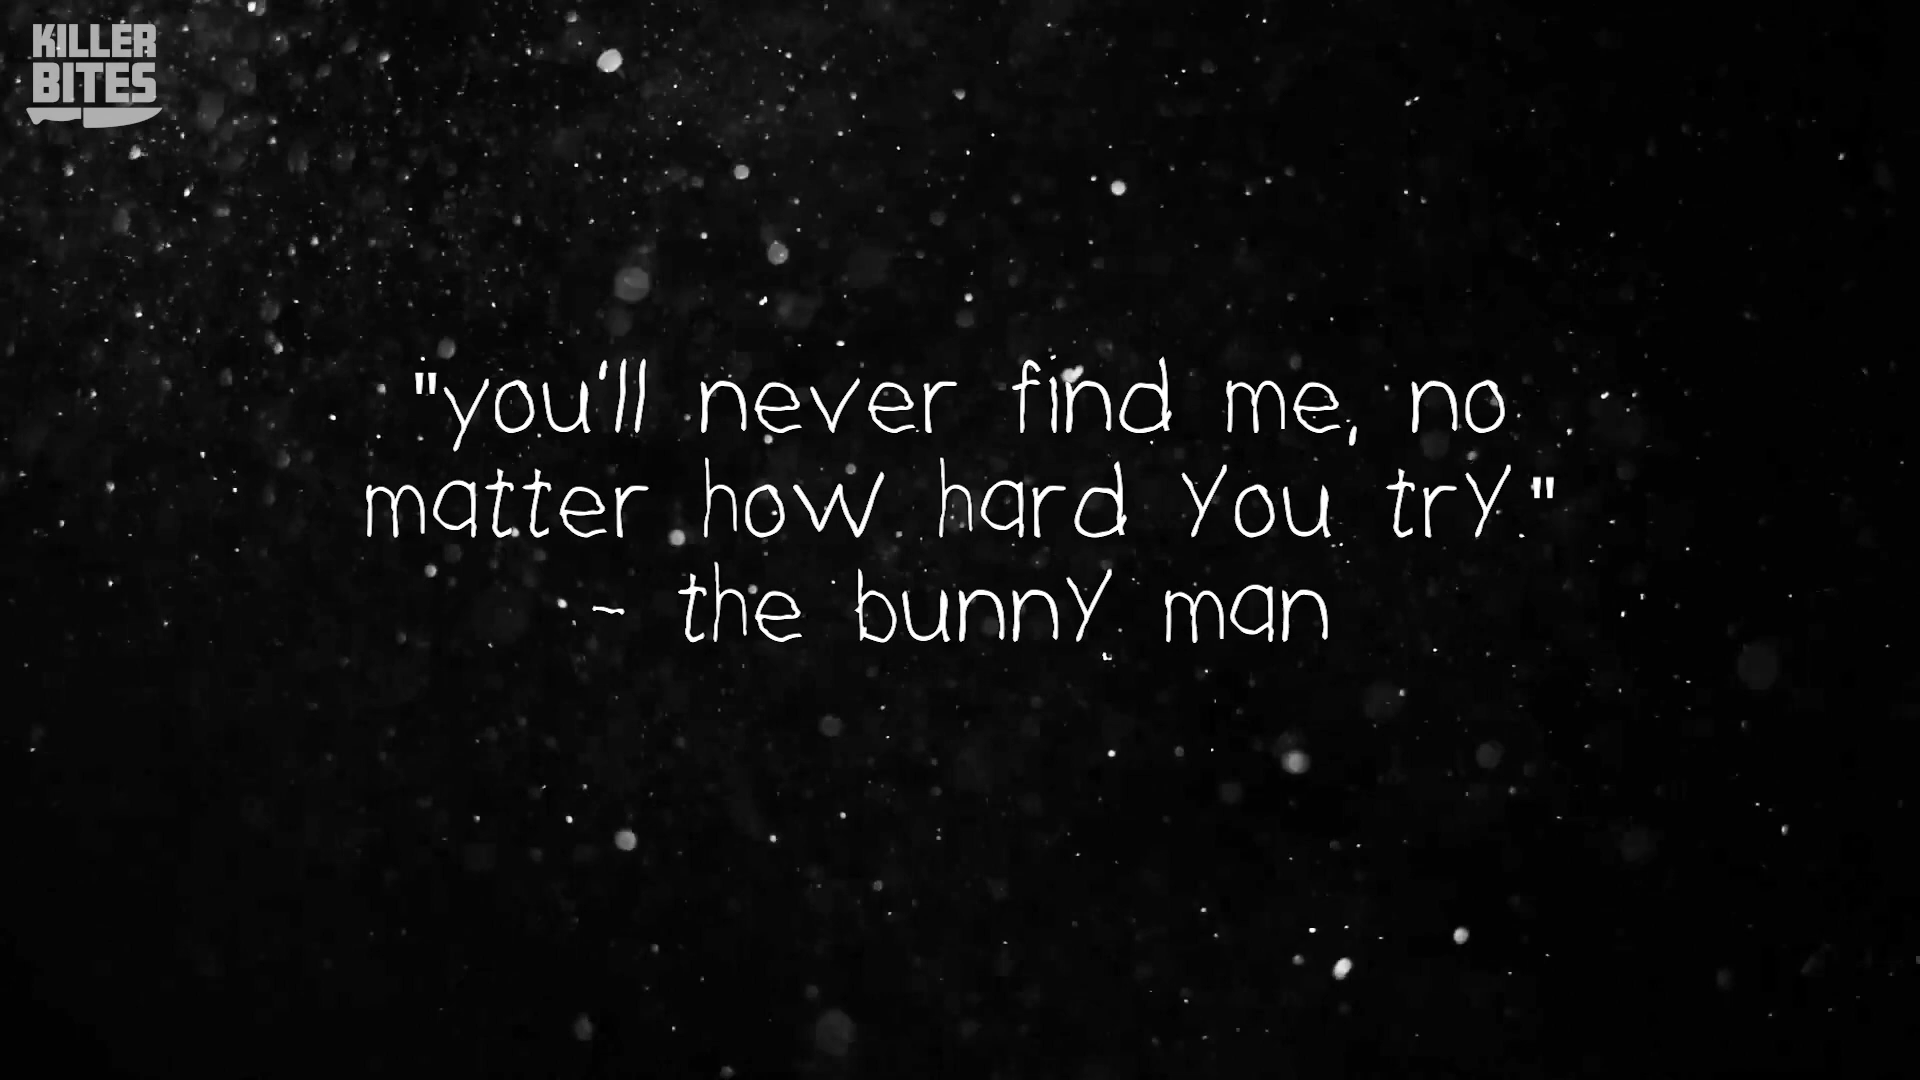 KILLER
BITES
"you'll never find me, no
matter how hard you try."
- the bunny man